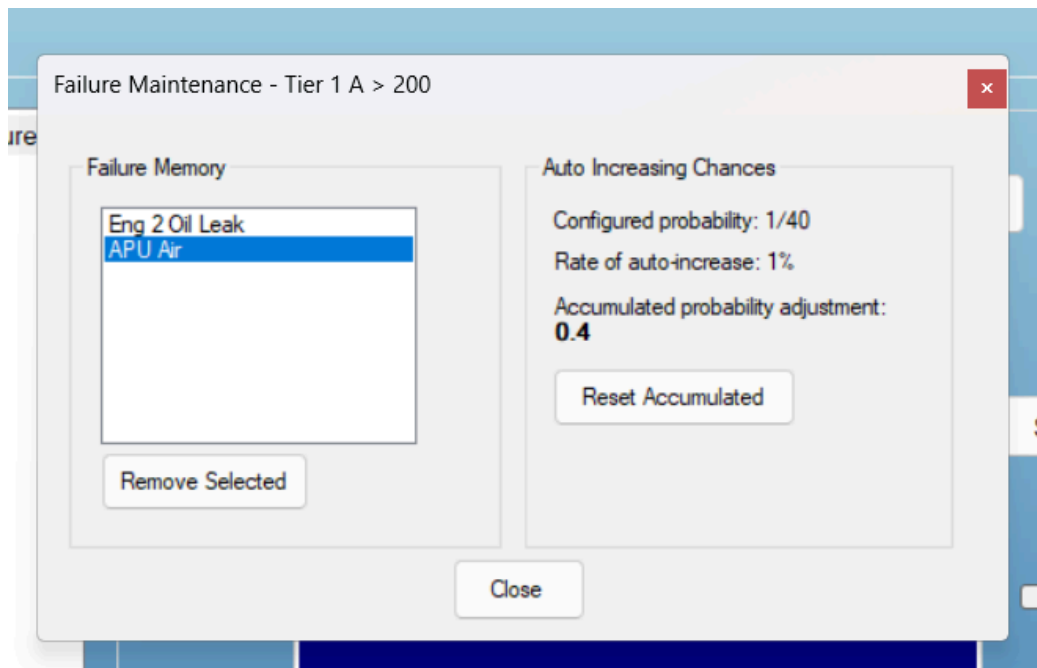 Failure Maintenance - Tier 1 A > 200
ure
Failure Memory
Eng 2 Oil Leak
APU Air
Remove Selected
Auto Increasing Chances
Configured probability: 1/40
Rate of auto-increase: 1%
Accumulated probability adjustment:
0.4
Reset Accumulated
Close